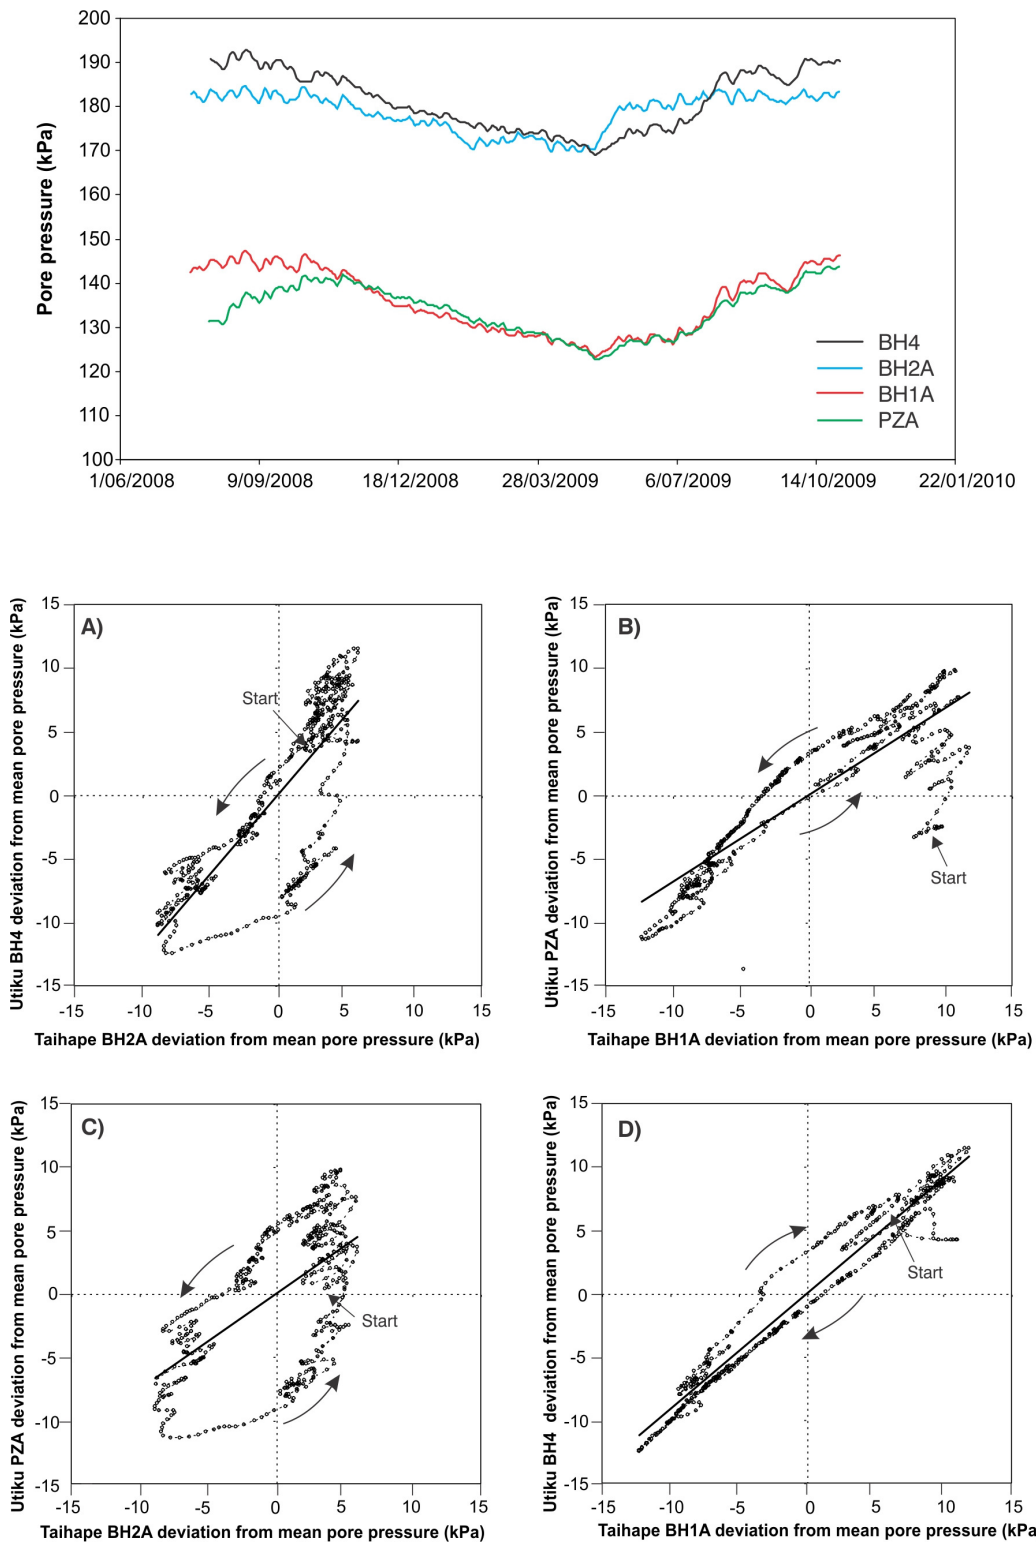 200
190
180
170
160
150
140
130
120
110
100
Pore pressure (kPa)
BH4
BH2A
BH1A
PZA
1/06/2008 9/09/2008 18/12/2008 28/03/2009 6/07/2009 14/10/2009 22/01/2010
A)
Utiku BH4 deviation from mean pore pressure (kPa)
15
10
5
0
-5
-10
-15
Start
-15 -10 -5 0 5 10 15
Taihape BH2A deviation from mean pore pressure (kPa)
B)
Utiku PZA deviation from mean pore pressure (kPa)
15
10
5
0
-5
-10
-15
Start
-15 -10 -5 0 5 10 15
Taihape BH1A deviation from mean pore pressure (kPa)
C)
Utiku PZA deviation from mean pore pressure (kPa)
15
10
5
0
-5
-10
-15
Start
-15 -10 -5 0 5 10 15
Taihape BH2A deviation from mean pore pressure (kPa)
D)
Utiku BH4 deviation from mean pore pressure (kPa)
15
10
5
0
-5
-10
-15
Start
-15 -10 -5 0 5 10 15
Taihape BH1A deviation from mean pore pressure (kPa)